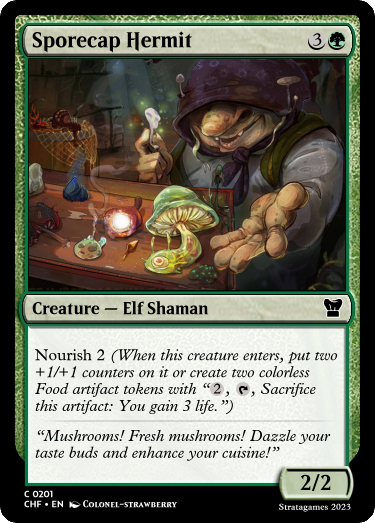 Sporecap Hermit 3
Creature — Elf Shaman
Nourish 2 (When this creature enters, put two
+1/+1 counters on it or create two colorless
Food artifact tokens with “2, , Sacrifice
this artifact: You gain 3 life.”)
“Mushrooms! Fresh mushrooms! Dazzle your
taste buds and enhance your cuisine!”
2/2
C 0201
CHF • EN COLONEL-STRAWBERRY
Stratagames 2023